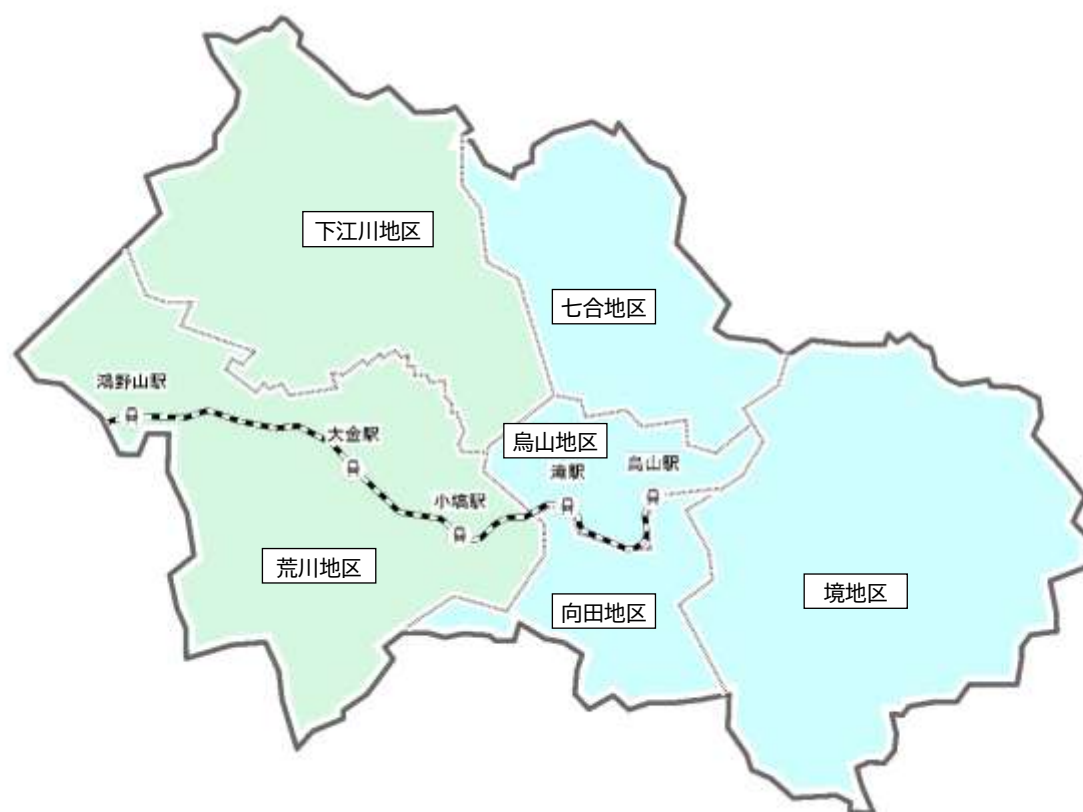 下江川地区
七合地区
鴻野山駅
大金駅
烏山地区
滝駅
烏山駅
小塙駅
荒川地区
境地区
向田地区